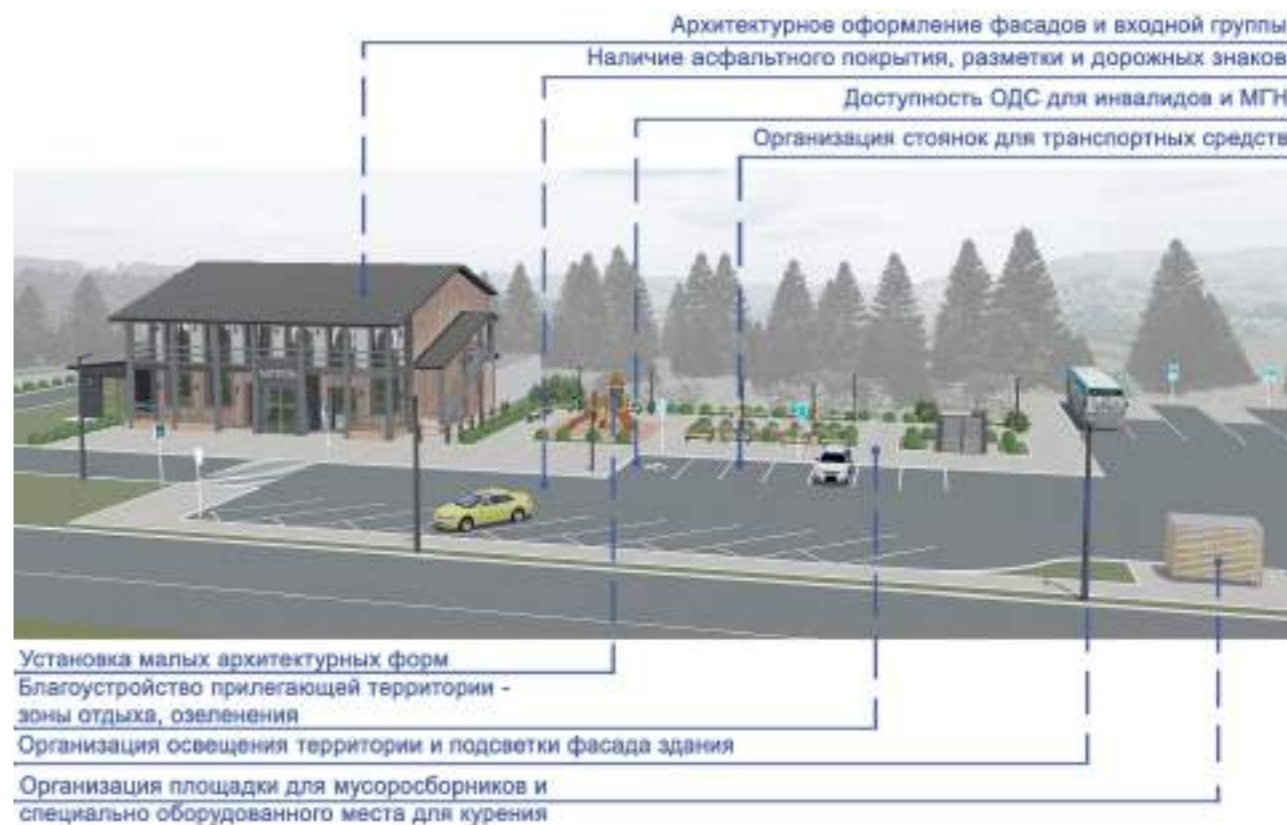 Архитектурное оформление фасадов и входной группы
Наличие асфальтного покрытия, разметки и дорожных знаков
Доступность ОДС для инвалидов и МГН
Организация стоянок для транспортных средств
Установка малых архитектурных форм
Благоустройство прилегающей территории -
зоны отдыха, озеленения
Организация освещения территории и подсветки фасада здания
Организация площадки для мусоросборников и
специально оборудованного места для курения